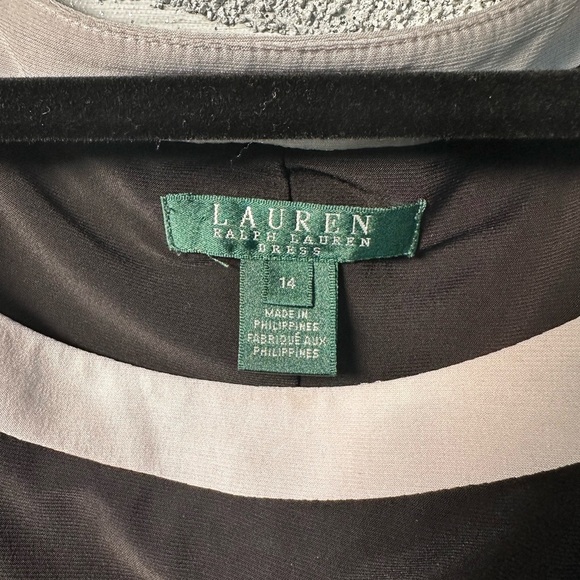 LAUREN
RALPH LAUREN
DRESS
14
MADE IN
PHILIPPINES
FABRIQUÉ AUX
PHILIPPINES